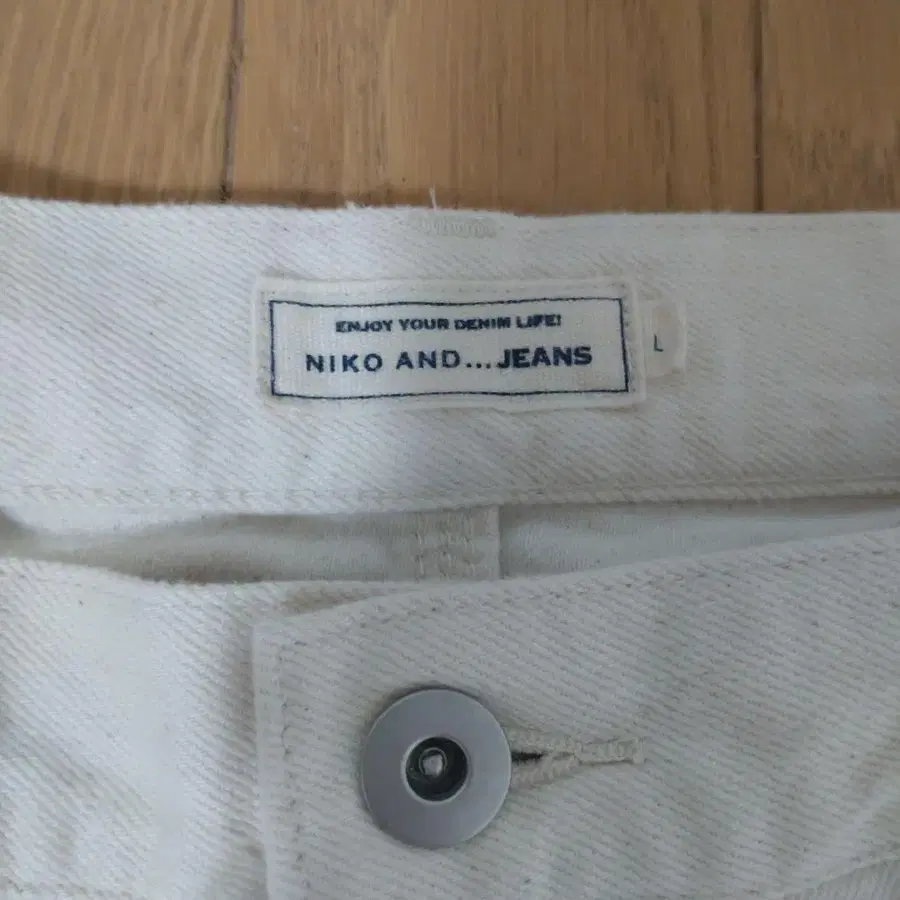 ENJOY YOUR DENIM LIFE!
NIKO AND...JEANS
L